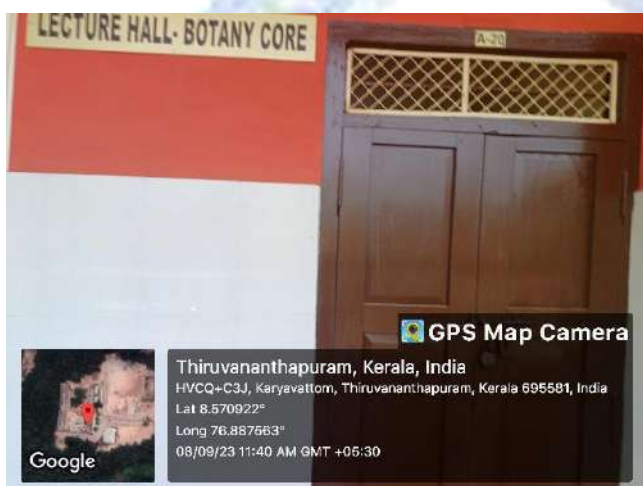 LECTURE HALL- BOTANY CORE
A-20
GPS Map Camera
Thiruvananthapuram, Kerala, India
HVCQ+C3J, Karyavattom, Thiruvananthapuram, Kerala 695581, India
Lat 8.570922°
Long 76.887563°
08/09/23 11:40 AM GMT +05:30
Google